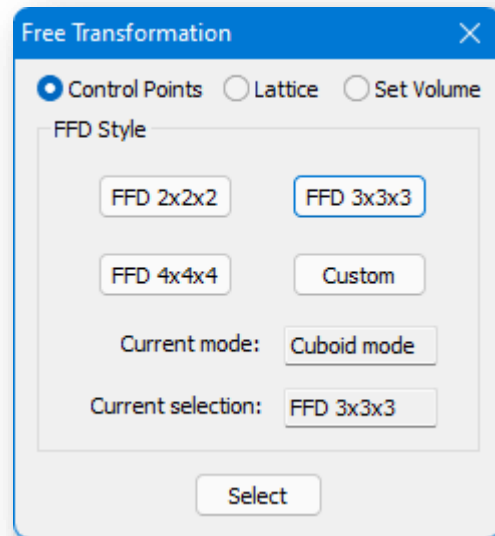 Free Transformation
Control Points Lattice Set Volume
FFD Style
FFD 2x2x2 FFD 3x3x3
FFD 4x4x4 Custom
Current mode: Cuboid mode
Current selection: FFD 3x3x3
Select